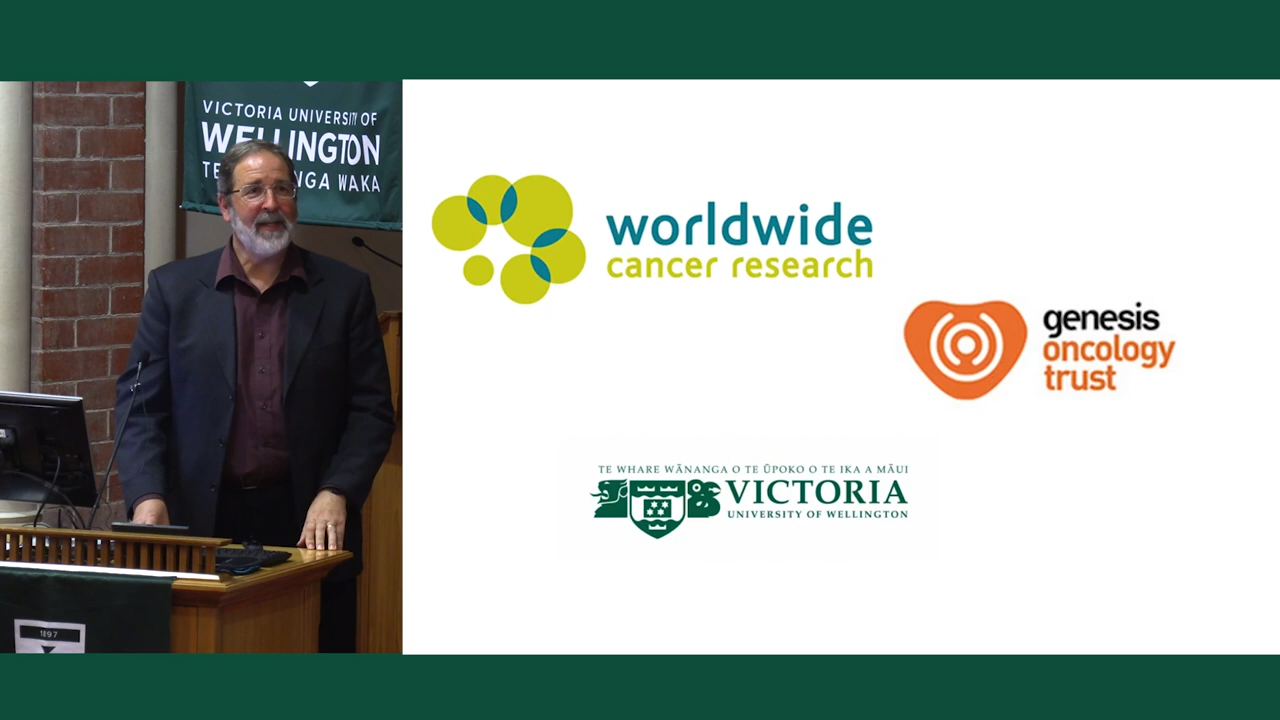 VICTORIA UNIVERSITY OF
WELLINGTON
WAKA
1897
worldwide
cancer research
genesis
oncology
trust
TE WHARE WĀNANGA O TE ŪPOKO O TE IKA A MĀUI
VICTORIA
UNIVERSITY OF WELLINGTON